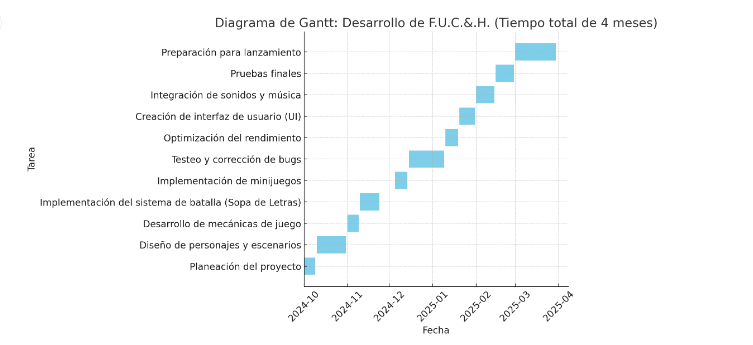 Diagrama de Gantt: Desarrollo de F.U.C.&.H. (Tiempo total de 4 meses)
Preparación para lanzamiento
Pruebas finales
Integración de sonidos y música
Creación de interfaz de usuario (UI)
Optimización del rendimiento
Testeo y corrección de bugs
Implementación de minijuegos
Implementación del sistema de batalla (Sopa de Letras)
Desarrollo de mecánicas de juego
Diseño de personajes y escenarios
Planeación del proyecto
Tarea
2024-10
2024-11
2024-12
2025-01
2025-02
2025-03
2025-04
Fecha